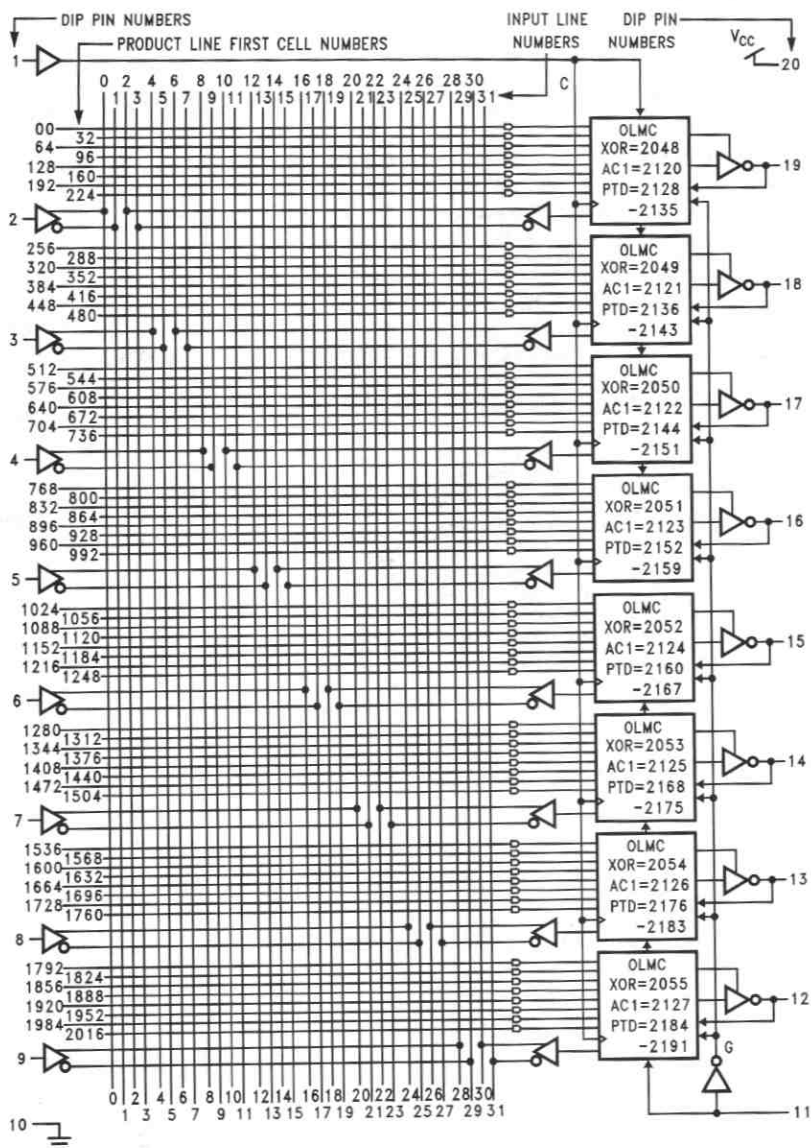 DIP PIN NUMBERS
INPUT LINE NUMBERS
DIP PIN NUMBERS
VCC
PRODUCT LINE FIRST CELL NUMBERS
1
20
0 2 4 6 8 10 12 14 16 18 20 22 24 26 28 30
1 3 5 7 9 11 13 15 17 19 21 23 25 27 29 31
C
00
32
64
96
128
160
192
224
OLMC
XOR=2048
AC1=2120
PTD=2128
-2135
19
2
256
288
320
352
384
416
448
480
OLMC
XOR=2049
AC1=2121
PTD=2136
-2143
18
3
512
544
576
608
640
672
704
736
OLMC
XOR=2050
AC1=2122
PTD=2144
-2151
17
4
768
800
832
864
896
928
960
992
OLMC
XOR=2051
AC1=2123
PTD=2152
-2159
16
5
1024
1056
1088
1120
1152
1184
1216
1248
OLMC
XOR=2052
AC1=2124
PTD=2160
-2167
15
6
1280
1312
1344
1376
1408
1440
1472
1504
OLMC
XOR=2053
AC1=2125
PTD=2168
-2175
14
7
1536
1568
1600
1632
1664
1696
1728
1760
OLMC
XOR=2054
AC1=2126
PTD=2176
-2183
13
8
1792
1824
1856
1888
1920
1952
1984
2016
OLMC
XOR=2055
AC1=2127
PTD=2184
-2191
12
9
G
0 2 4 6 8 10 12 14 16 18 20 22 24 26 28 30
1 3 5 7 9 11 13 15 17 19 21 23 25 27 29 31
10
11